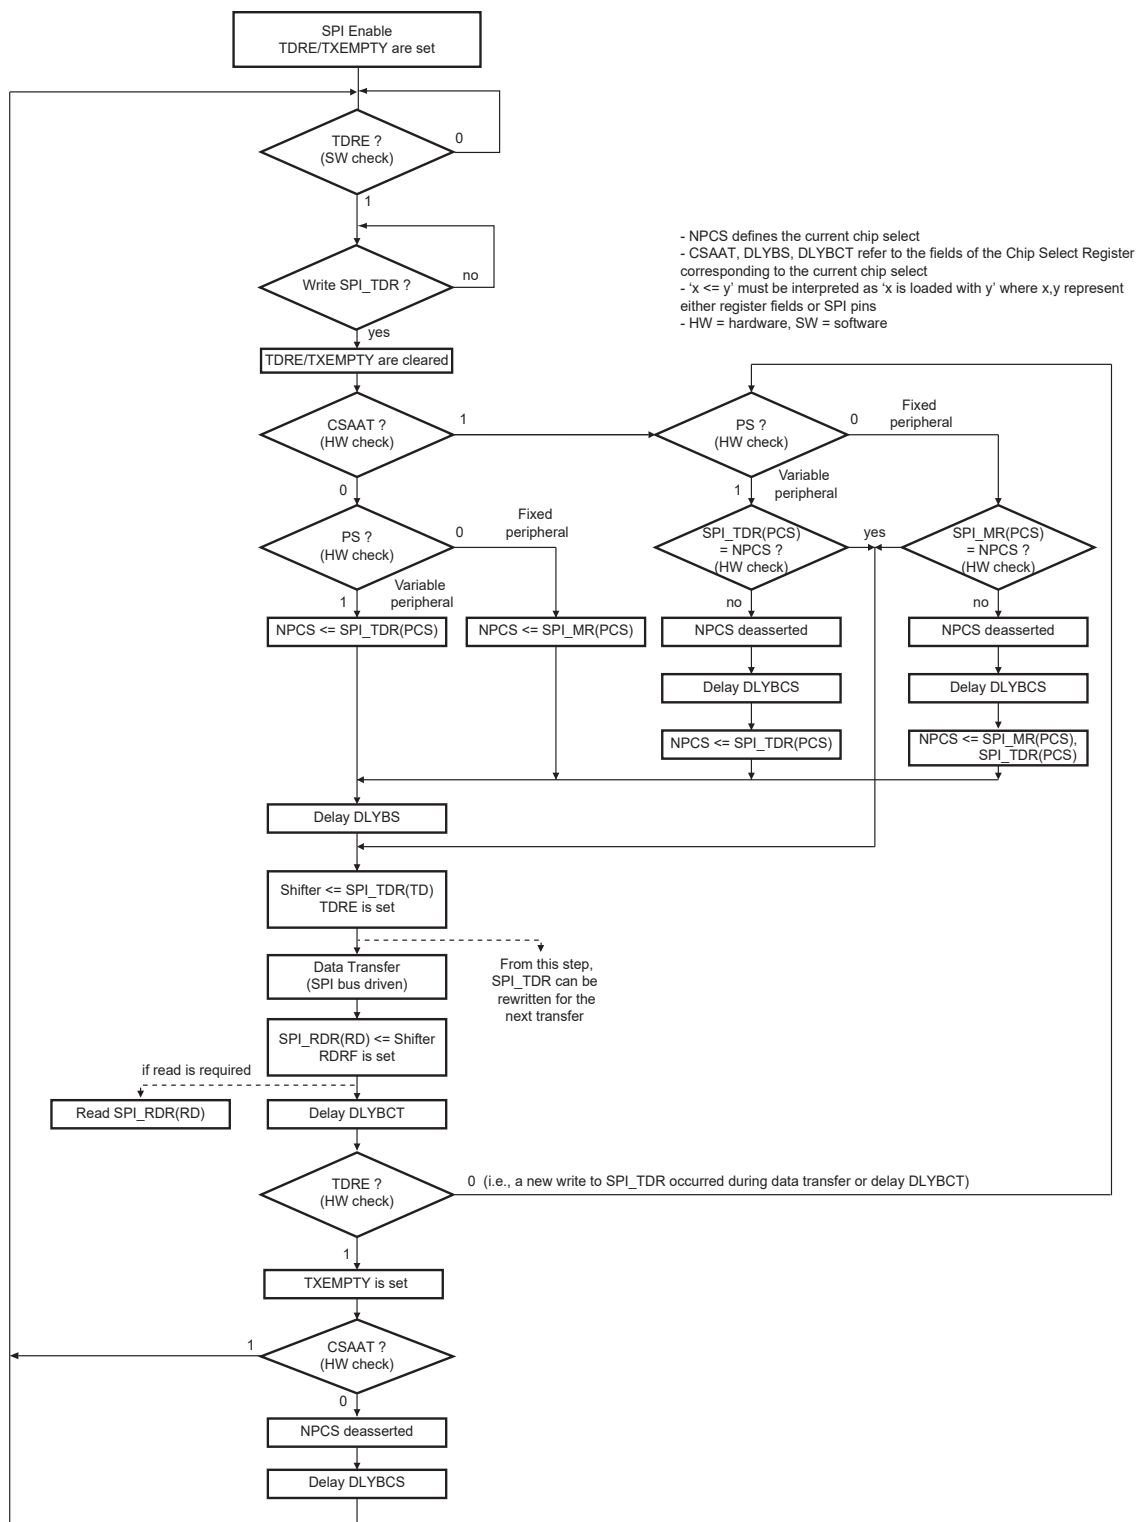 SPI Enable
TDRE/TXEMPTY are set
TDRE ?
(SW check)
0
1
Write SPI_TDR ?
no
yes
- NPCS defines the current chip select
- CSAAT, DLYBS, DLYBCT refer to the fields of the Chip Select Register
corresponding to the current chip select
- ‘x <= y’ must be interpreted as ‘x is loaded with y’ where x,y represent
either register fields or SPI pins
- HW = hardware, SW = software
TDRE/TXEMPTY are cleared
CSAAT ?
(HW check)
1
0
PS ?
(HW check)
0
Fixed
peripheral
1
Variable
peripheral
PS ?
(HW check)
0
Fixed
peripheral
1
Variable
peripheral
SPI_TDR(PCS)
= NPCS ?
(HW check)
yes
no
SPI_MR(PCS)
= NPCS ?
(HW check)
no
NPCS <= SPI_TDR(PCS)
NPCS <= SPI_MR(PCS)
NPCS deasserted
NPCS deasserted
Delay DLYBCS
Delay DLYBCS
NPCS <= SPI_TDR(PCS)
NPCS <= SPI_MR(PCS),
SPI_TDR(PCS)
Delay DLYBS
Shifter <= SPI_TDR(TD)
TDRE is set
Data Transfer
(SPI bus driven)
From this step,
SPI_TDR can be
rewritten for the
next transfer
SPI_RDR(RD) <= Shifter
RDRF is set
if read is required
Read SPI_RDR(RD)
Delay DLYBCT
TDRE ?
(HW check)
0 (i.e., a new write to SPI_TDR occurred during data transfer or delay DLYBCT)
1
TXEMPTY is set
CSAAT ?
(HW check)
1
0
NPCS deasserted
Delay DLYBCS